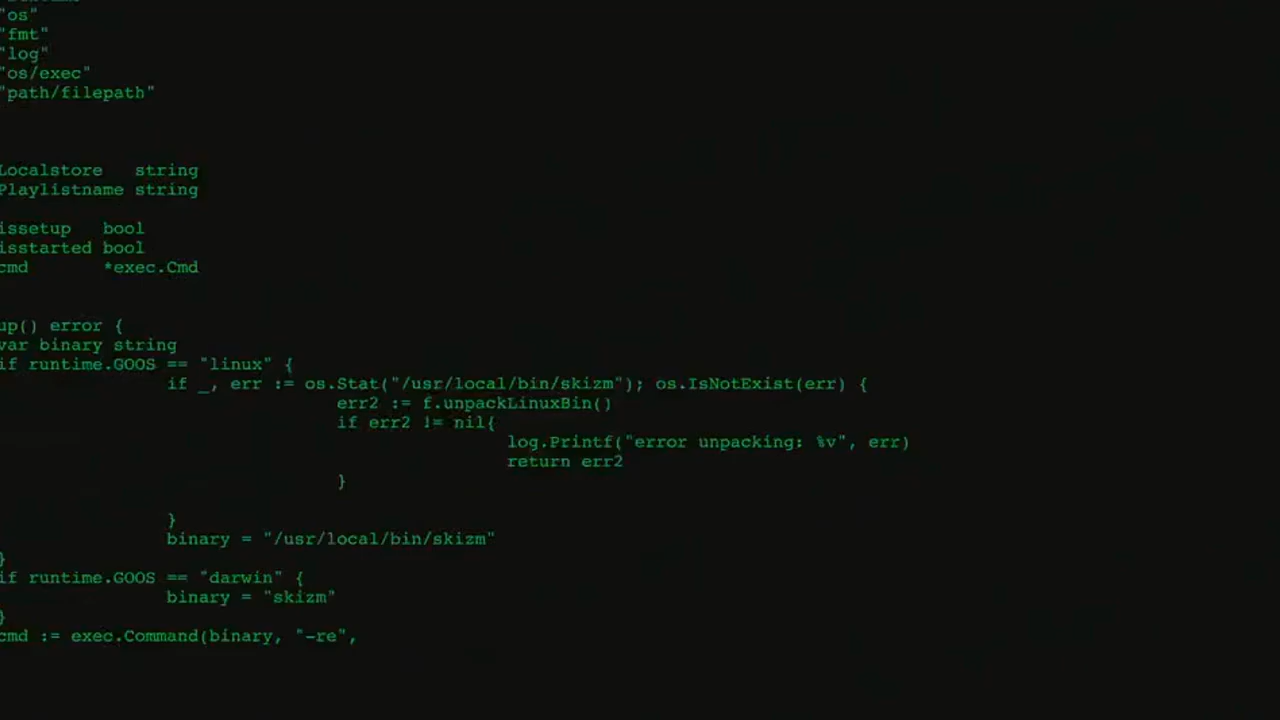 "os"
"fmt"
"log"
"os/exec"
"path/filepath"
Localstore string
Playlistname string
issetup bool
isstarted bool
cmd *exec.Cmd
up() error {
var binary string
if runtime.GOOS == "linux" {
if _, err := os.Stat("/usr/local/bin/skizm"); os.IsNotExist(err) {
err2 := f.unpackLinuxBin()
if err2 != nil{
log.Printf("error unpacking: %v", err)
return err2
}
}
binary = "/usr/local/bin/skizm"
}
if runtime.GOOS == "darwin" {
binary = "skizm"
}
cmd := exec.Command(binary, "-re",